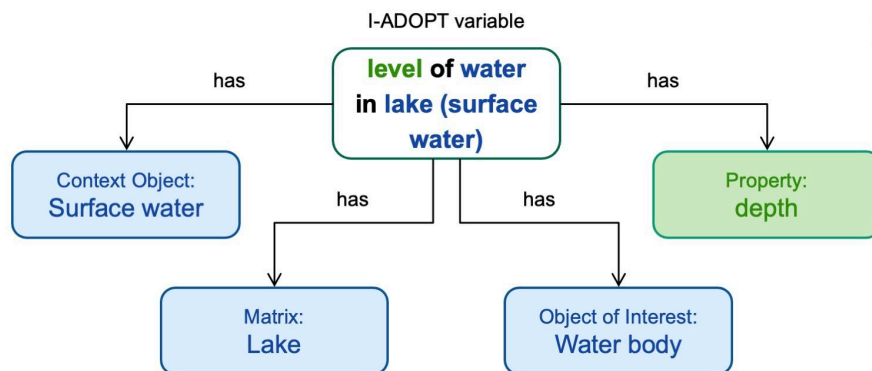 I-ADOPT variable
level of water
in lake (surface
water)
has
has
Context Object:
Surface water
Property:
depth
has
has
Matrix:
Lake
Object of Interest:
Water body